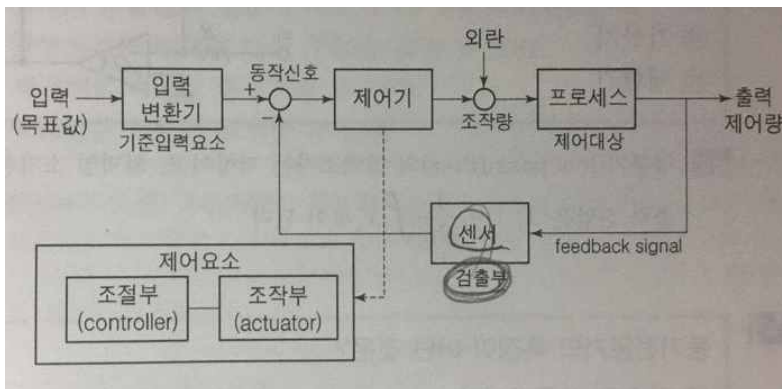 외란
입력
(목표값)
입력
변환기
기준입력요소
+
동작신호
−
제어기
조작량
프로세스
제어대상
출력
제어량
센서
검출부
feedback signal
제어요소
조절부
(controller)
조작부
(actuator)